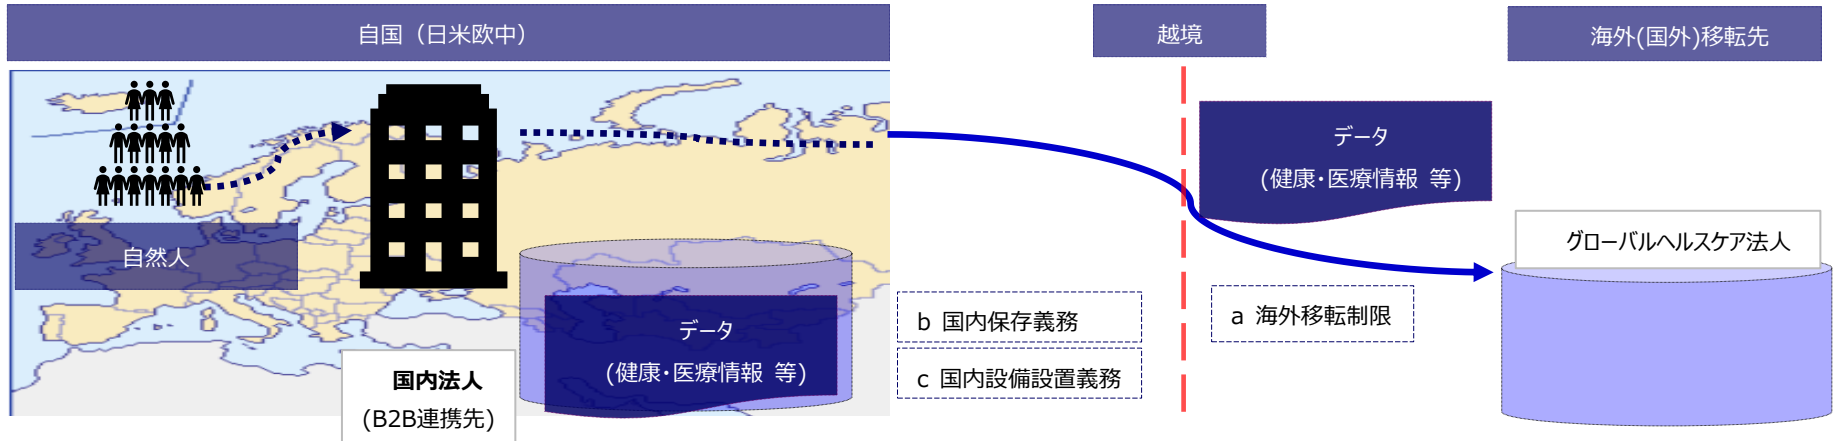 自国（日米欧中）
越境
海外(国外)移転先
データ
(健康・医療情報 等)
自然人
グローバルヘルスケア法人
b 国内保存義務
a 海外移転制限
データ
(健康・医療情報 等)
c 国内設備設置義務
国内法人
(B2B連携先)